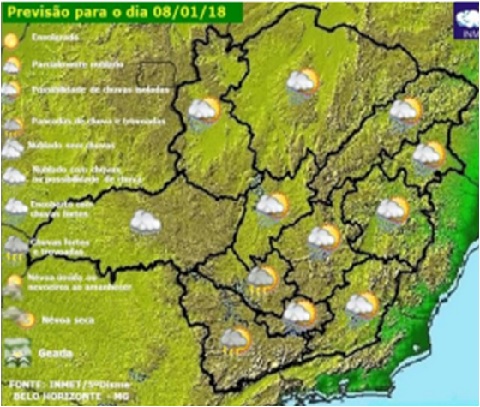 Previsão para o dia 08/01/18
INME
Ensolarado
Parcialmente nublado
Possibilidade de chuvas isoladas
Pancadas de chuva e trovoadas
Nublado com chuvas
Nublado com chuvas
ou possibilidade de chuva
Encoberto com
chuvas fortes
Chuvas fortes
e trovoadas
Névoa úmida ou
nevoeiro ao amanhecer
Névoa seca
Geada
FONTE: INMET/5ºDisme
BELO HORIZONTE - MG